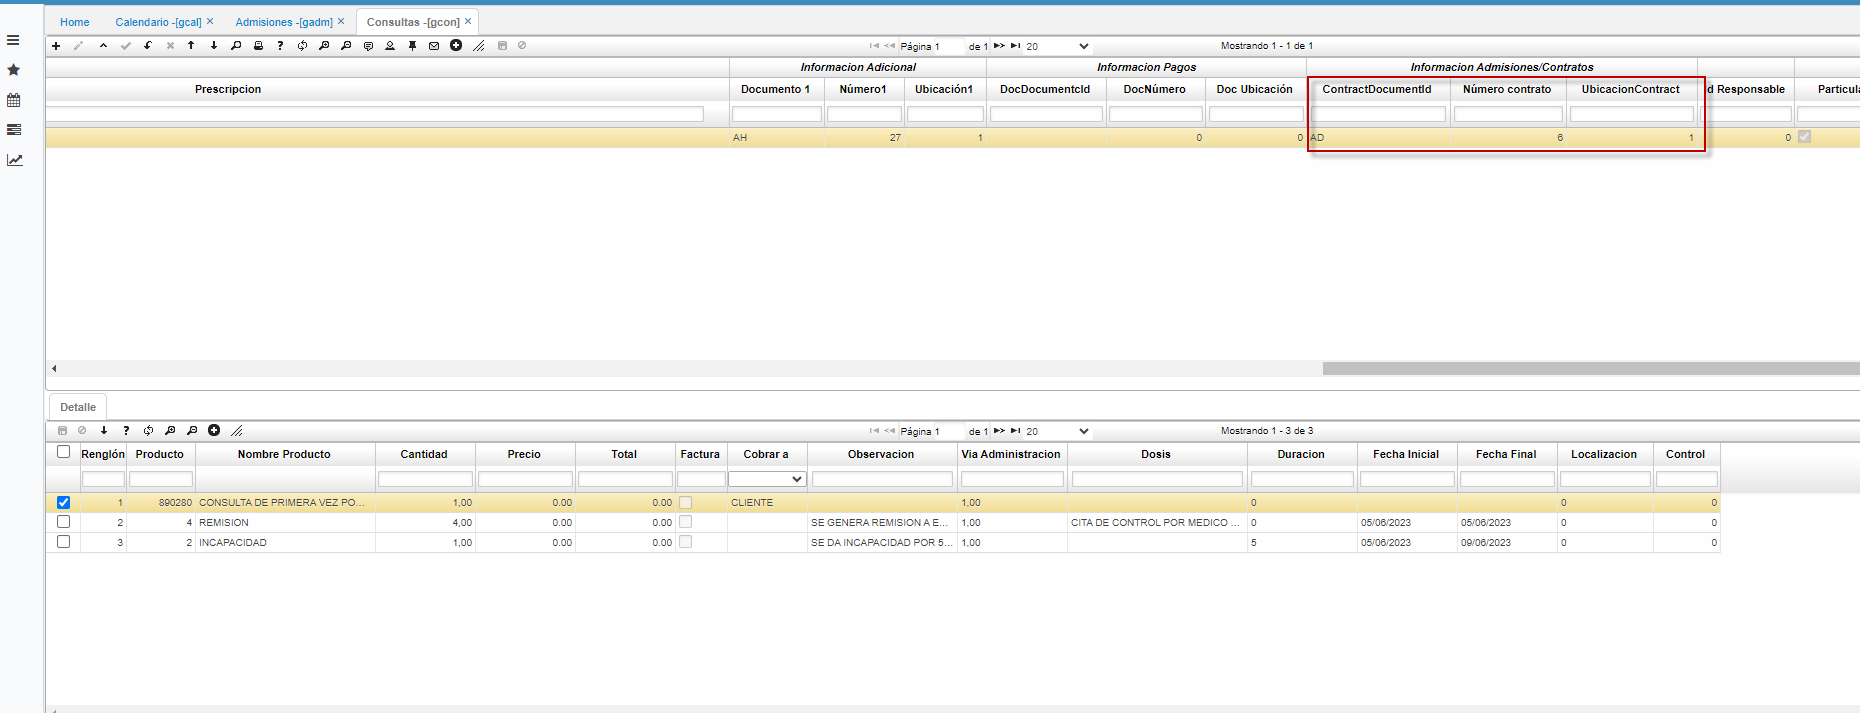 Home Calendario -[gcal] × Admisiones -[gadm] × Consultas -[gcon] ×
Página 1 de 1 20 Mostrando 1 - 1 de 1
Informacion Adicional Informacion Pagos Informacion Admisiones/Contratos
Prescripcion Documento 1 Número1 Ubicación1 DocDocumentcId DocNúmero Doc Ubicación ContractDocumentId Número contrato UbicacionContract d Responsable Particula
AH 27 1 0 0 AD 6 1 0
Detalle
Página 1 de 1 20 Mostrando 1 - 3 de 3
Renglón Producto Nombre Producto Cantidad Precio Total Factura Cobrar a Observacion Via Administracion Dosis Duracion Fecha Inicial Fecha Final Localizacion Control
1 890280 CONSULTA DE PRIMERA VEZ PO... 1,00 0.00 0.00 CLIENTE 1,00 0 0 0
2 4 REMISION 4,00 0.00 0.00 SE GENERA REMISION A E... 1,00 CITA DE CONTROL POR MEDICO ... 0 05/06/2023 05/06/2023 0 0
3 2 INCAPACIDAD 1,00 0.00 0.00 SE DA INCAPACIDAD POR 5... 1,00 5 05/06/2023 09/06/2023 0 0